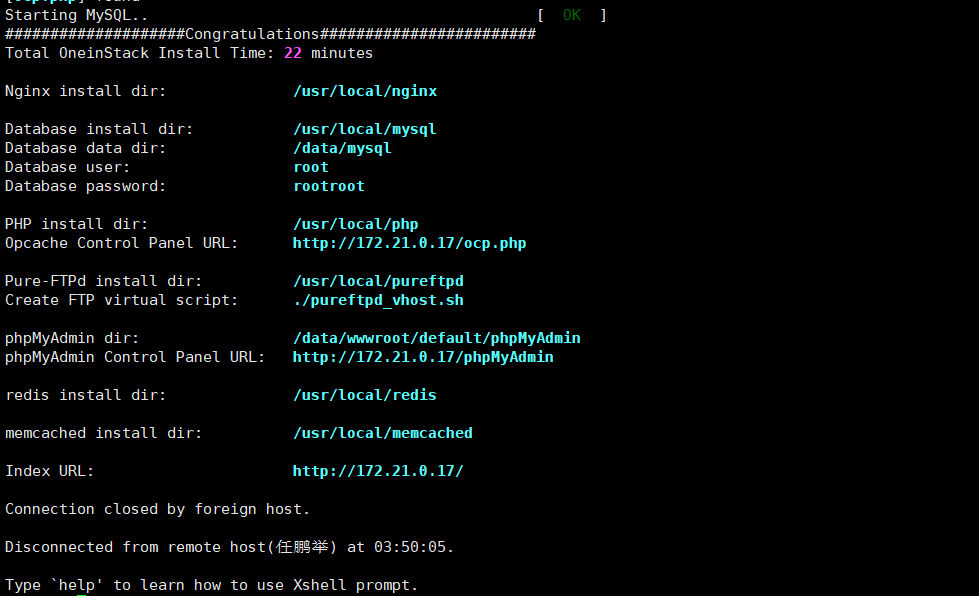 Starting MySQL.. [ OK ]
####################Congratulations########################
Total OneinStack Install Time: 22 minutes
Nginx install dir: /usr/local/nginx
Database install dir: /usr/local/mysql
Database data dir: /data/mysql
Database user: root
Database password: rootroot
PHP install dir: /usr/local/php
Opcache Control Panel URL: http://172.21.0.17/ocp.php
Pure-FTPd install dir: /usr/local/pureftpd
Create FTP virtual script: ./pureftpd_vhost.sh
phpMyAdmin dir: /data/wwwroot/default/phpMyAdmin
phpMyAdmin Control Panel URL: http://172.21.0.17/phpMyAdmin
redis install dir: /usr/local/redis
memcached install dir: /usr/local/memcached
Index URL: http://172.21.0.17/
Connection closed by foreign host.
Disconnected from remote host(任鹏举) at 03:50:05.
Type `help' to learn how to use Xshell prompt.